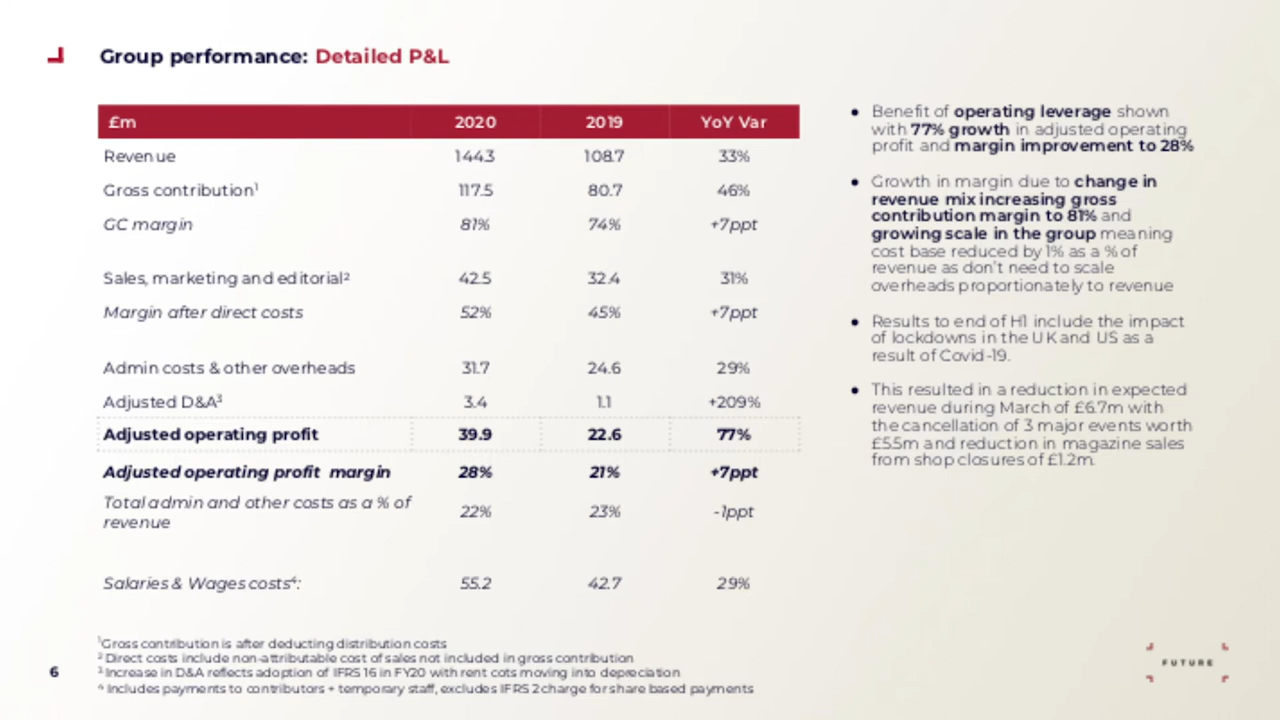 Group performance: Detailed P&L
£m 2020 2019 YoY Var
Revenue 144.3 108.7 33%
Gross contribution¹ 117.5 80.7 46%
GC margin 81% 74% +7ppt
Sales, marketing and editorial² 42.5 32.4 31%
Margin after direct costs 52% 45% +7ppt
Admin costs & other overheads 31.7 24.6 29%
Adjusted D&A³ 3.4 1.1 +209%
Adjusted operating profit 39.9 22.6 77%
Adjusted operating profit margin 28% 21% +7ppt
Total admin and other costs as a % of
revenue 22% 23% -1ppt
Salaries & Wages costs⁴: 55.2 42.7 29%
• Benefit of operating leverage shown
with 77% growth in adjusted operating
profit and margin improvement to 28%
• Growth in margin due to change in
revenue mix increasing gross
contribution margin to 81% and
growing scale in the group meaning
cost base reduced by 1% as a % of
revenue as don't need to scale
overheads proportionately to revenue
• Results to end of H1 include the impact
of lockdowns in the UK and US as a
result of Covid-19.
• This resulted in a reduction in expected
revenue during March of £6.7m with
the cancellation of 3 major events worth
£5.5m and reduction in magazine sales
from shop closures of £1.2m.
¹Gross contribution is after deducting distribution costs
² Direct costs include non-attributable cost of sales not included in gross contribution
³ Increase in D&A reflects adoption of IFRS 16 in FY20 with rent cots moving into depreciation
⁴ Includes payments to contributors + temporary staff, excludes IFRS 2 charge for share based payments
6
FUTURE